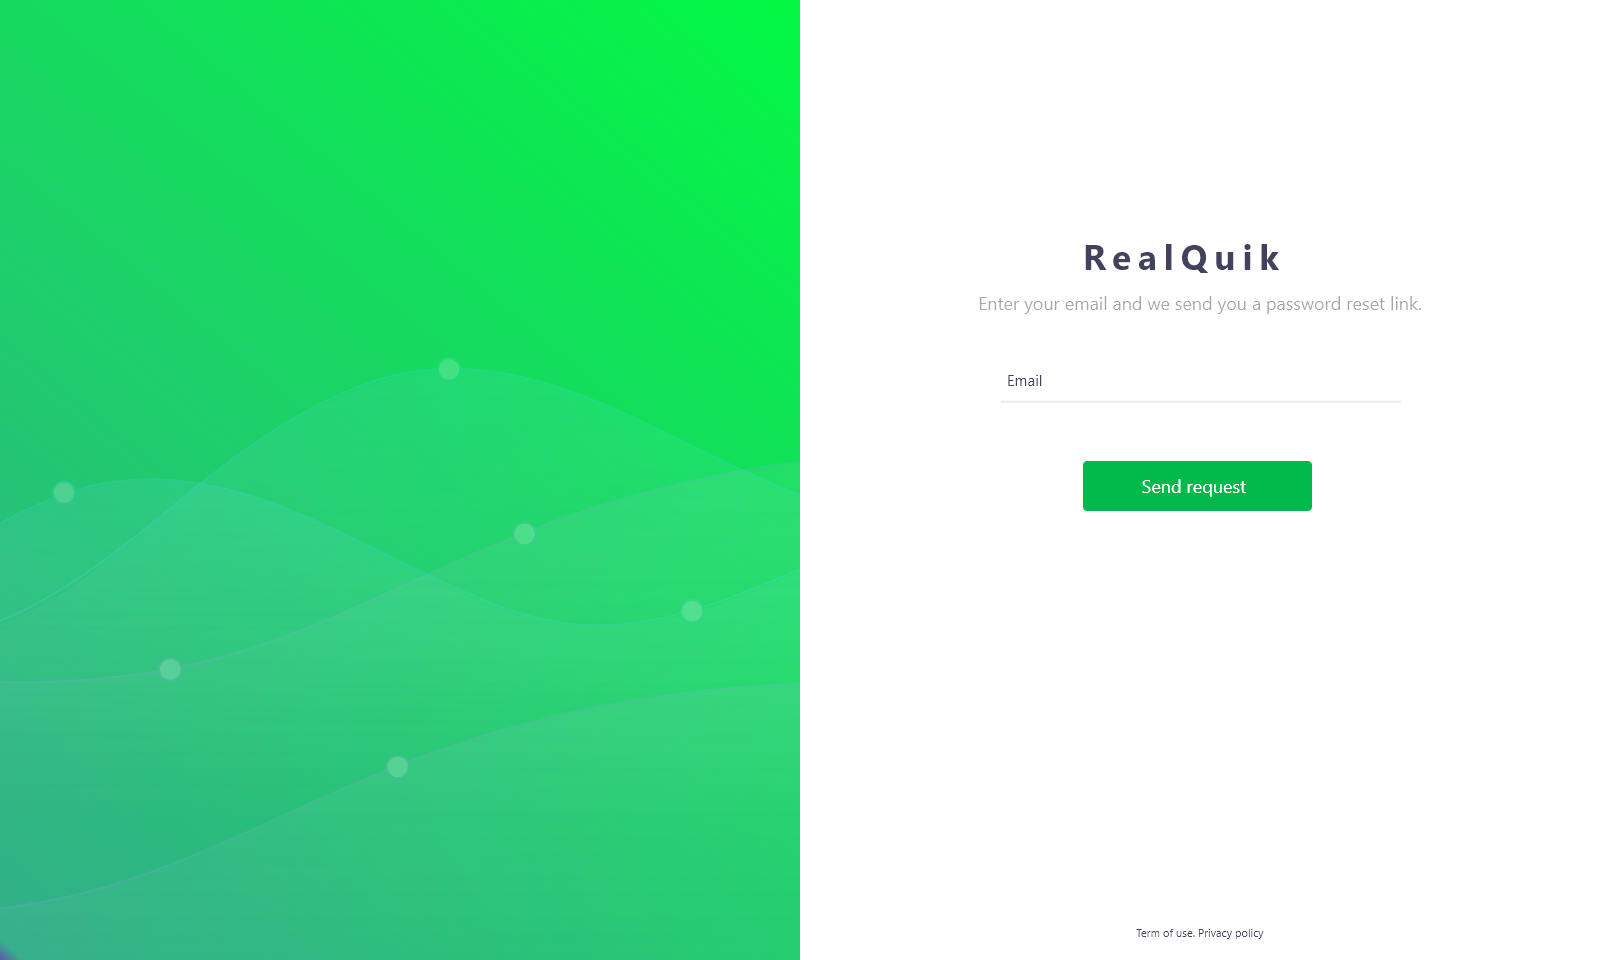 RealQuik
Enter your email and we send you a password reset link.
Email
Send request
Term of use. Privacy policy